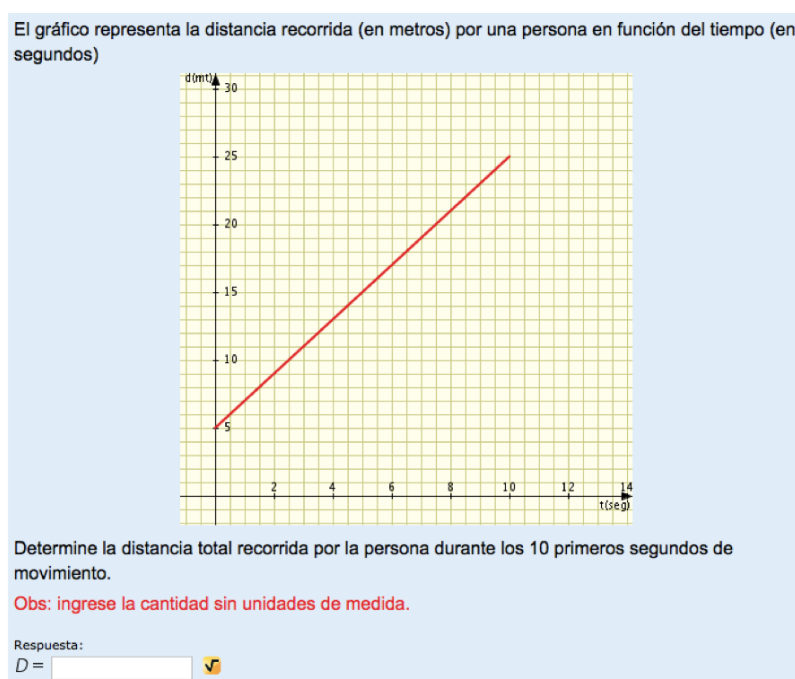 El gráfico representa la distancia recorrida (en metros) por una persona en función del tiempo (en
segundos)
d(mt)
30
25
20
15
10
5
2 4 6 8 10 12 14
t(seg)
Determine la distancia total recorrida por la persona durante los 10 primeros segundos de
movimiento.
Obs: ingrese la cantidad sin unidades de medida.
Respuesta:
D =